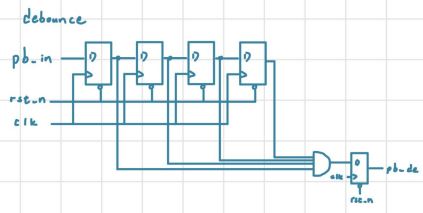 debounce
pb_in D D D D
rst_n
clk
D pb_de
clk
rst_n